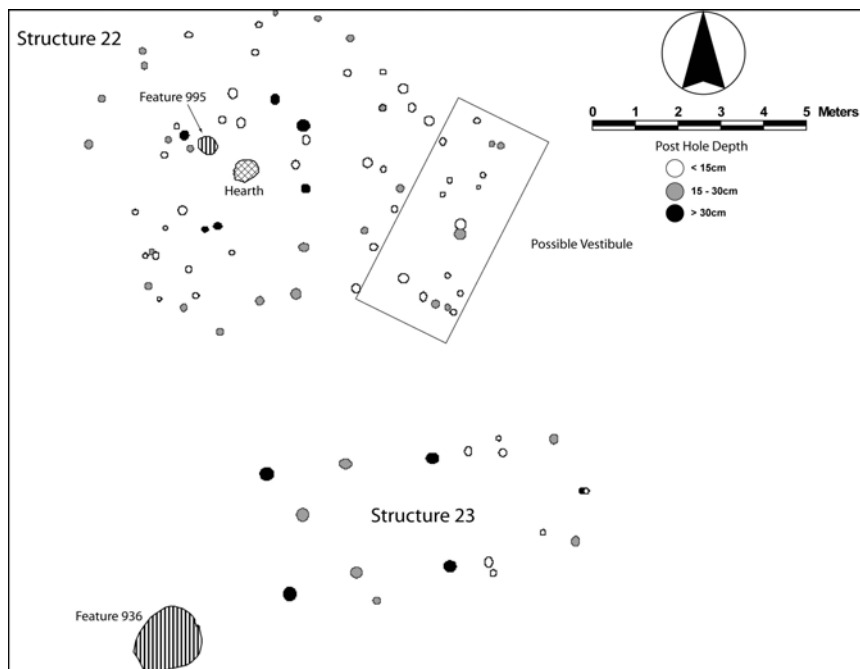 Structure 22
Feature 995
Hearth
0 1 2 3 4 5 Meters
Post Hole Depth
< 15cm
15 - 30cm
> 30cm
Possible Vestibule
Structure 23
Feature 936